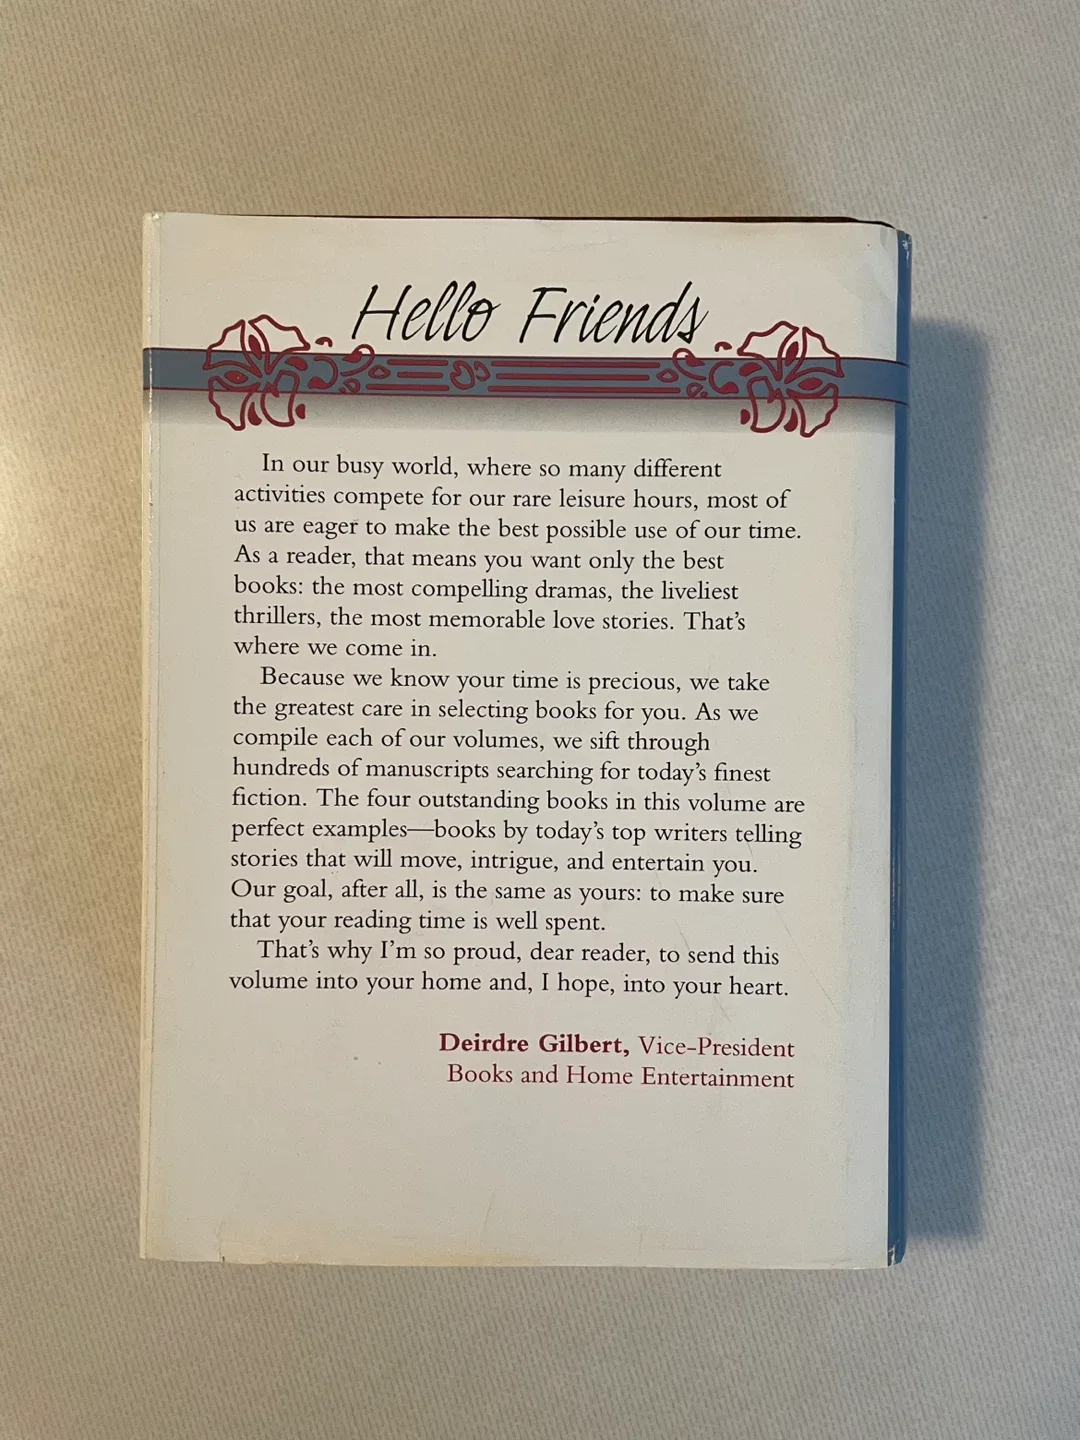 Hello Friends
In our busy world, where so many different
activities compete for our rare leisure hours, most of
us are eager to make the best possible use of our time.
As a reader, that means you want only the best
books: the most compelling dramas, the liveliest
thrillers, the most memorable love stories. That's
where we come in.
Because we know your time is precious, we take
the greatest care in selecting books for you. As we
compile each of our volumes, we sift through
hundreds of manuscripts searching for today's finest
fiction. The four outstanding books in this volume are
perfect examples—books by today's top writers telling
stories that will move, intrigue, and entertain you.
Our goal, after all, is the same as yours: to make sure
that your reading time is well spent.
That's why I'm so proud, dear reader, to send this
volume into your home and, I hope, into your heart.
Deirdre Gilbert, Vice-President
Books and Home Entertainment